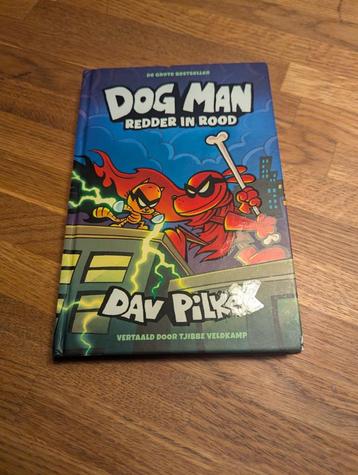 DE GROTE BESTSELLER
DOG MAN
REDDER IN ROOD
DAV PILKEY
VERTAALD DOOR TJIBBE VELDKAMP